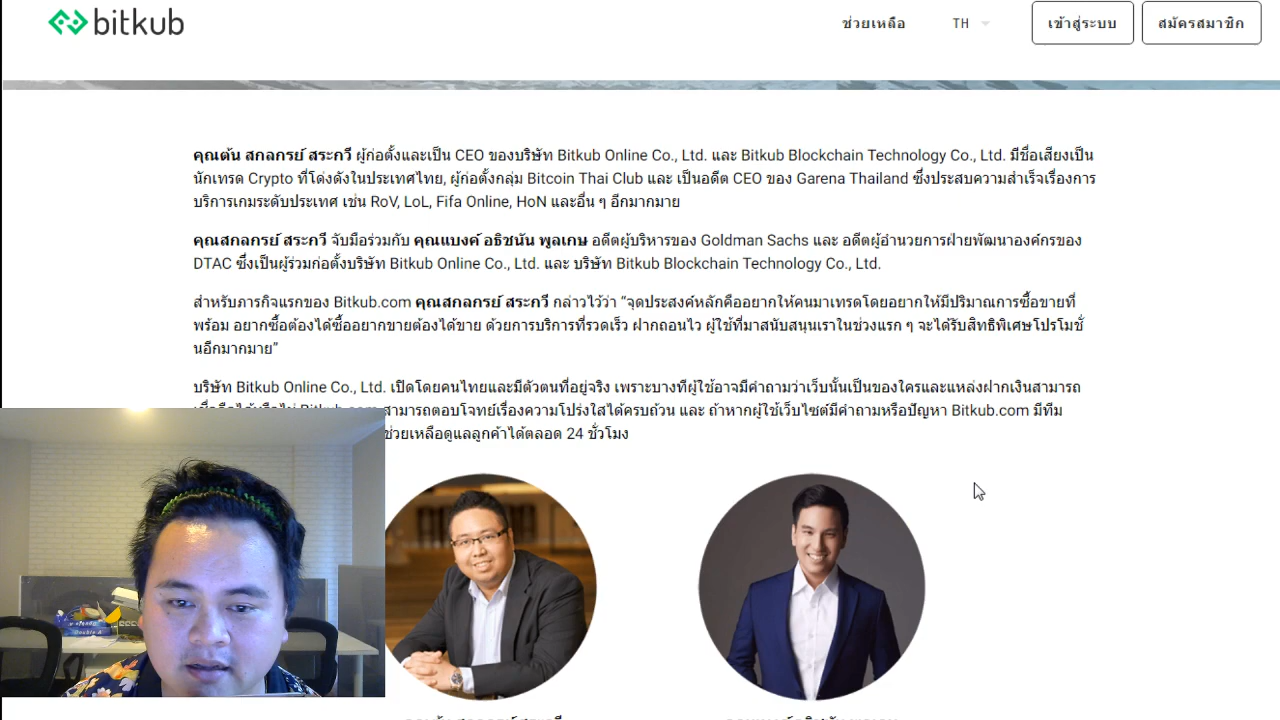 bitkub
ช่วยเหลือ
TH
เข้าสู่ระบบ
สมัครสมาชิก
คุณต้น สกลกรย์ สระกวี ผู้ก่อตั้งและเป็น CEO ของบริษัท Bitkub Online Co., Ltd. และ Bitkub Blockchain Technology Co., Ltd. มีชื่อเสียงเป็น
นักเทรด Crypto ที่โด่งดังในประเทศไทย, ผู้ก่อตั้งกลุ่ม Bitcoin Thai Club และ เป็นอดีต CEO ของ Garena Thailand ซึ่งประสบความสำเร็จเรื่องการ
บริการเกมระดับประเทศ เช่น RoV, LoL, Fifa Online, HoN และอื่น ๆ อีกมากมาย
คุณสกลกรย์ สระกวี จับมือร่วมกับ คุณแบงค์ อธิชนัน พูลเกษ อดีตผู้บริหารของ Goldman Sachs และ อดีตผู้อำนวยการฝ่ายพัฒนาองค์กรของ
DTAC ซึ่งเป็นผู้ร่วมก่อตั้งบริษัท Bitkub Online Co., Ltd. และ บริษัท Bitkub Blockchain Technology Co., Ltd.
สำหรับภารกิจแรกของ Bitkub.com คุณสกลกรย์ สระกวี กล่าวไว้ว่า “จุดประสงค์หลักคืออยากให้คนมาเทรดโดยอยากให้มีปริมาณการซื้อขายที่
พร้อม อยากซื้อต้องได้ซื้ออยากขายต้องได้ขาย ด้วยการบริการที่รวดเร็ว ฝากถอนไว ผู้ใช้ที่มาสนับสนุนเราในช่วงแรก ๆ จะได้รับสิทธิพิเศษโปรโมชั่
นอีกมากมาย”
บริษัท Bitkub Online Co., Ltd. เปิดโดยคนไทยและมีตัวตนที่อยู่จริง เพราะบางทีผู้ใช้อาจมีคำถามว่าเว็บนั้นเป็นของใครและแหล่งฝากเงินสามารถ
สามารถตอบโจทย์เรื่องความโปร่งใสได้ครบถ้วน และ ถ้าหากผู้ใช้เว็บไซต์มีคำถามหรือปัญหา Bitkub.com มีทีม
ช่วยเหลือดูแลลูกค้าได้ตลอด 24 ชั่วโมง